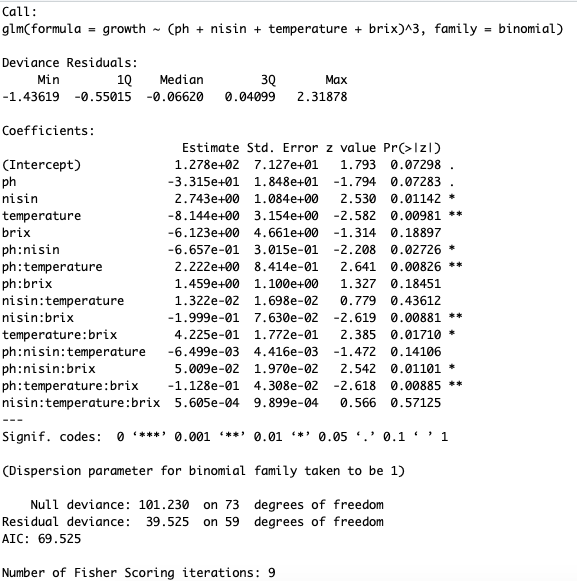 Call:
glm(formula = growth ~ (ph + nisin + temperature + brix)^3, family = binomial)

Deviance Residuals:
     Min       1Q   Median       3Q      Max
-1.43619 -0.55015 -0.06620  0.04099  2.31878

Coefficients:
                         Estimate Std. Error z value Pr(>|z|)
(Intercept)             1.278e+02  7.127e+01   1.793  0.07298 .
ph                     -3.315e+01  1.848e+01  -1.794  0.07283 .
nisin                   2.743e+00  1.084e+00   2.530  0.01142 *
temperature            -8.144e+00  3.154e+00  -2.582  0.00981 **
brix                   -6.123e+00  4.661e+00  -1.314  0.18897
ph:nisin               -6.657e-01  3.015e-01  -2.208  0.02726 *
ph:temperature          2.222e+00  8.414e-01   2.641  0.00826 **
ph:brix                 1.459e+00  1.100e+00   1.327  0.18451
nisin:temperature       1.322e-02  1.698e-02   0.779  0.43612
nisin:brix             -1.999e-01  7.630e-02  -2.619  0.00881 **
temperature:brix        4.225e-01  1.772e-01   2.385  0.01710 *
ph:nisin:temperature   -6.499e-03  4.416e-03  -1.472  0.14106
ph:nisin:brix           5.009e-02  1.970e-02   2.542  0.01101 *
ph:temperature:brix    -1.128e-01  4.308e-02  -2.618  0.00885 **
nisin:temperature:brix  5.605e-04  9.899e-04   0.566  0.57125
---
Signif. codes:  0 ‘***’ 0.001 ‘**’ 0.01 ‘*’ 0.05 ‘.’ 0.1 ‘ ’ 1

(Dispersion parameter for binomial family taken to be 1)

    Null deviance: 101.230  on 73  degrees of freedom
Residual deviance:  39.525  on 59  degrees of freedom
AIC: 69.525

Number of Fisher Scoring iterations: 9